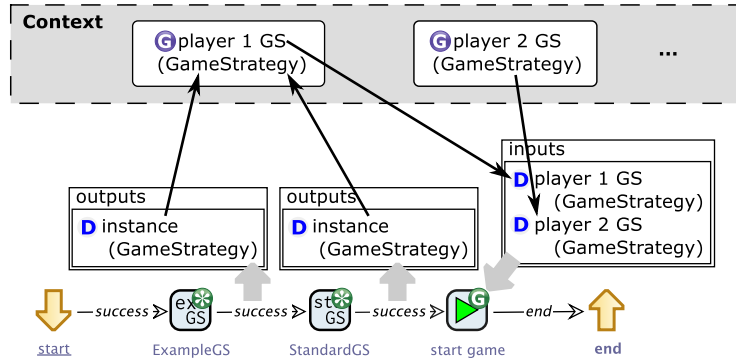 Context
G player 1 GS
(GameStrategy)
G player 2 GS
(GameStrategy)
...
inputs
D player 1 GS
(GameStrategy)
D player 2 GS
(GameStrategy)
outputs
D instance
(GameStrategy)
outputs
D instance
(GameStrategy)
success
ex
GS
success
st
GS
success
G
end
start
ExampleGS
StandardGS
start game
end